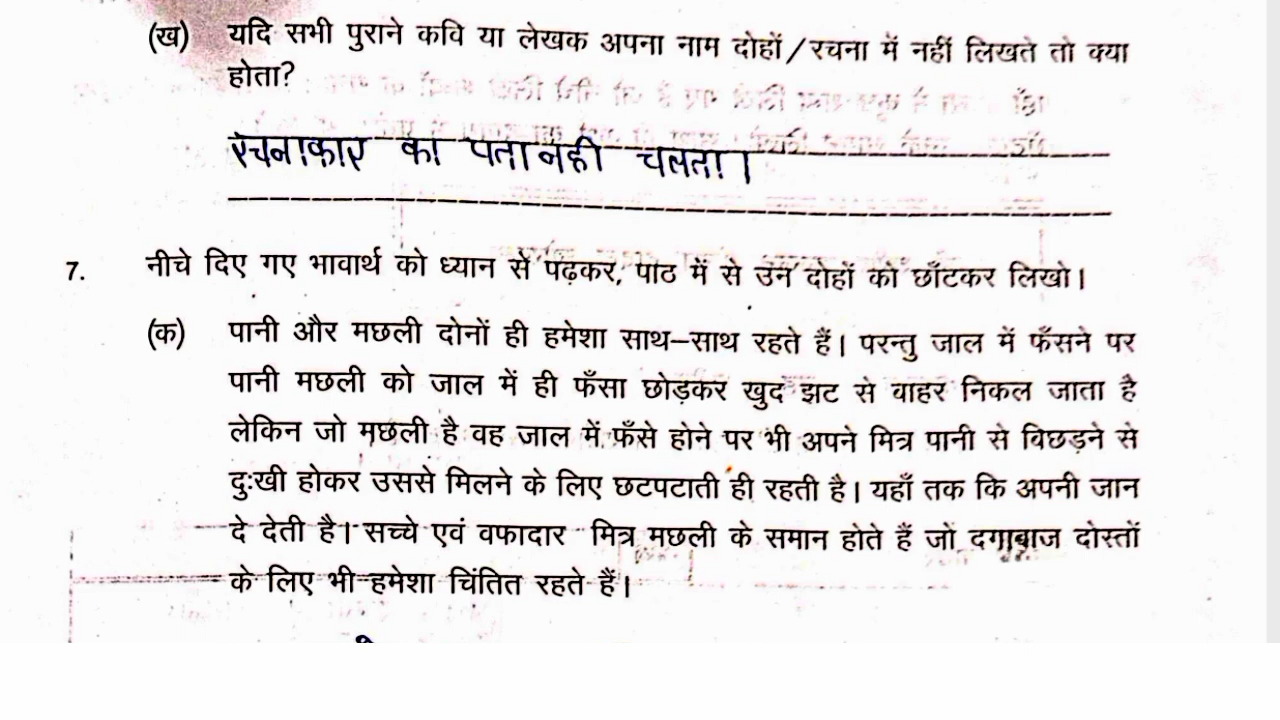 (ख) यदि सभी पुराने कवि या लेखक अपना नाम दोहों/रचना में नहीं लिखते तो क्या
होता?
रचनाकार का पता नही चलता।
7. नीचे दिए गए भावार्थ को ध्यान से पढ़कर, पाठ में से उन दोहों को छाँटकर लिखो।
(क) पानी और मछली दोनों ही हमेशा साथ–साथ रहते हैं। परन्तु जाल में फँसने पर
पानी मछली को जाल में ही फँसा छोड़कर खुद झट से वाहर निकल जाता है
लेकिन जो मछली है वह जाल में फँसे होने पर भी अपने मित्र पानी से बिछड़ने से
दुःखी होकर उससे मिलने के लिए छटपटाती ही रहती है। यहाँ तक कि अपनी जान
दे देती है। सच्चे एवं वफादार मित्र मछली के समान होते हैं जो दगाबाज दोस्तों
के लिए भी हमेशा चिंतित रहते हैं।